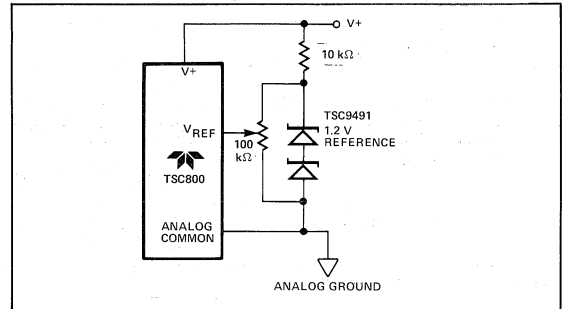 V+
10 kΩ
V+
TSC9491
1.2 V
REFERENCE
VREF
100
kΩ
TSC800
ANALOG
COMMON
ANALOG GROUND